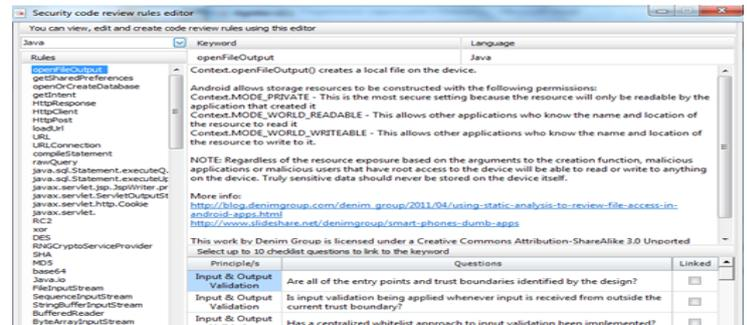 Security code review rules editor
You can view, edit and create code review rules using this editor
Java
Keyword
Language
Rules
openFileOutput
Java
openFileOutput
getSharedPreferences
openOrCreateDatabase
getIntent
HttpResponse
HttpClient
HttpPost
loadUrl
URL
URLConnection
compileStatement
rawQuery
java.sql.Statement.executeQ.
java.sql.Statement.executeUp
javax.servlet.jsp.JspWriter.pr
javax.servlet.ServletOutputSt
javax.servlet.http.Cookie
javax.servlet.
RC2
xor
DES
RNGCryptoServiceProvider
SHA
MD5
base64
Java.io
FileInputStream
SequenceInputStream
StringBufferInputStream
BufferedReader
ByteArrayInputStream
Context.openFileOutput() creates a local file on the device.
Android allows storage resources to be constructed with the following permissions:
Context.MODE_PRIVATE - This is the most secure setting because the resource will only be readable by the
application that created it
Context.MODE_WORLD_READABLE - This allows other applications who know the name and location of
the resource to read it
Context.MODE_WORLD_WRITEABLE - This allows other applications who know the name and location of
the resource to write to it.
NOTE: Regardless of the resource exposure based on the arguments to the creation function, malicious
applications or malicious users that have root access to the device will be able to read or write to anything
on the device. Truly sensitive data should never be stored on the device itself.
More info:
http://blog.denimgroup.com/denim_group/2011/04/using-static-analysis-to-review-file-access-in-
android-apps.html
http://www.slideshare.net/denimgroup/smart-phones-dumb-apps
This work by Denim Group is licensed under a Creative Commons Attribution-ShareAlike 3.0 Unported
Select up to 10 checklist questions to link to the keyword
Principle/s
Questions
Linked
Input & Output
Validation
Are all of the entry points and trust boundaries identified by the design?
Input & Output
Validation
Is input validation being applied whenever input is received from outside the
current trust boundary?
Input & Output
Has a centralized whitelist approach to input validation been implemented?